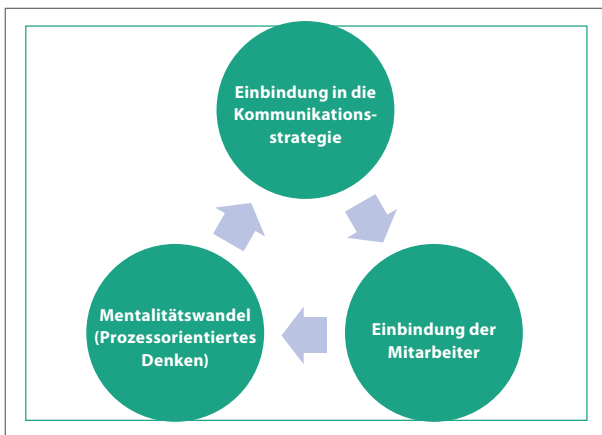 Einbindung in die
Kommunikations-
strategie
Mentalitätswandel
(Prozessorientiertes
Denken)
Einbindung der
Mitarbeiter